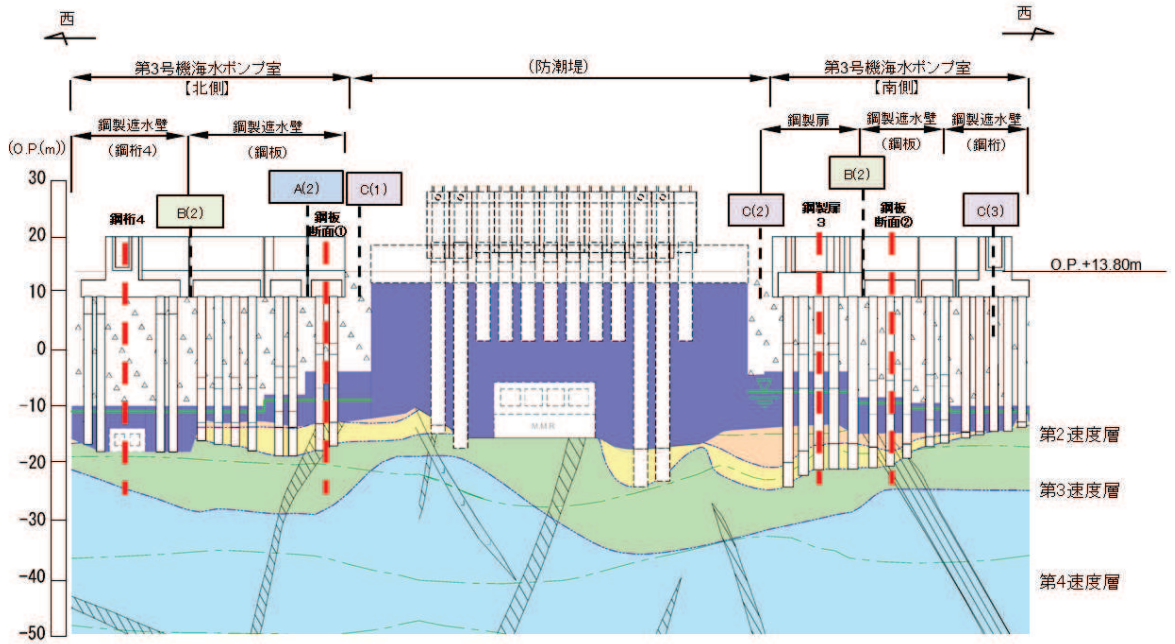 西
西
第3号機海水ポンプ室
【北側】
(防潮堤)
第3号機海水ポンプ室
【南側】
鋼製遮水壁
(鋼桁4)
鋼製遮水壁
(鋼板)
鋼製扉
鋼製遮水壁
(鋼板)
鋼製遮水壁
(鋼桁)
(O.P.(m))
30
20
10
0
-10
-20
-30
-40
-50
鋼桁4
B(2)
A(2)
鋼板
断面①
C(1)
C(2)
鋼製扉
3
B(2)
鋼板
断面②
C(3)
O.P.+13.80m
MMR
第2速度層
第3速度層
第4速度層